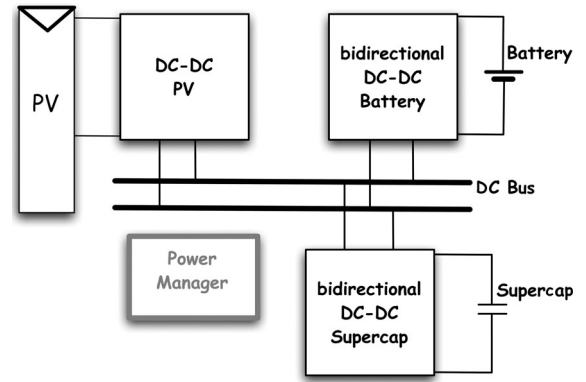 PV
DC-DC
PV
bidirectional
DC-DC
Battery
Battery
DC Bus
Power
Manager
bidirectional
DC-DC
Supercap
Supercap